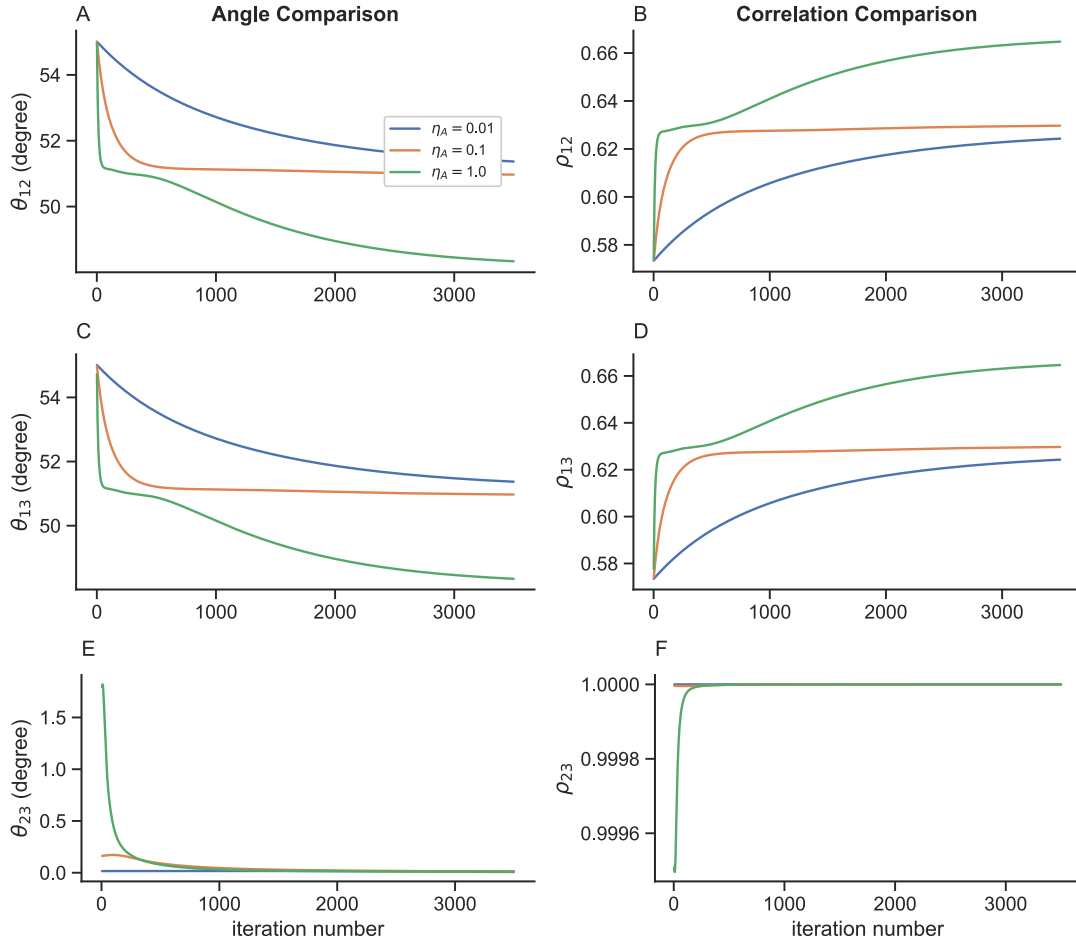 A
Angle Comparison
54
52
50
θ12 (degree)
0
1000
2000
3000
ηA = 0.01
ηA = 0.1
ηA = 1.0
B
Correlation Comparison
0.66
0.64
0.62
0.60
0.58
ρ12
0
1000
2000
3000
C
54
52
50
θ13 (degree)
0
1000
2000
3000
D
0.66
0.64
0.62
0.60
0.58
ρ13
0
1000
2000
3000
E
1.5
1.0
0.5
0.0
θ23 (degree)
0
1000
2000
3000
iteration number
F
1.0000
0.9998
0.9996
ρ23
0
1000
2000
3000
iteration number